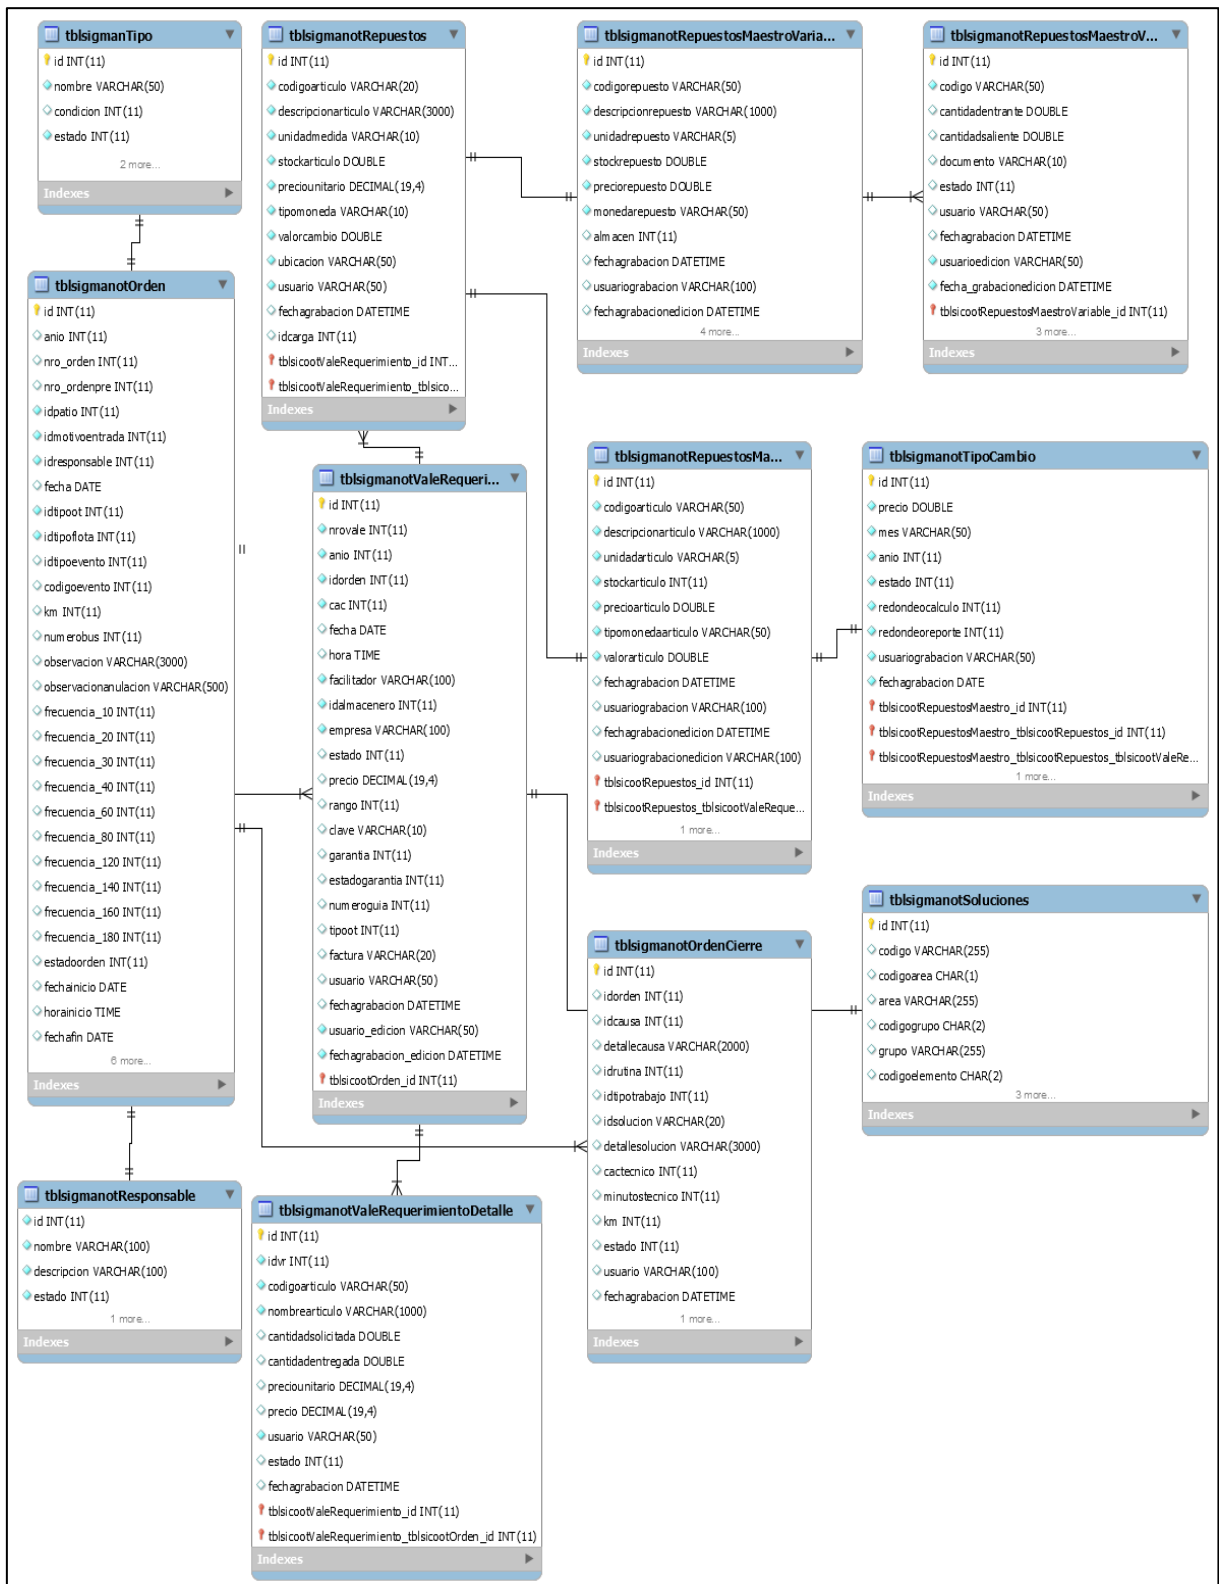 tblsigmanTipo
id INT(11)
nombre VARCHAR(50)
condicion INT(11)
estado INT(11)
2 more...
Indexes
tblsigmanotRepuestos
id INT(11)
codigoarticulo VARCHAR(20)
descripcionarticulo VARCHAR(3000)
unidadmedida VARCHAR(10)
stockarticulo DOUBLE
preciounitario DECIMAL(19,4)
tipomoneda VARCHAR(10)
valorcambio DOUBLE
ubicacion VARCHAR(50)
usuario VARCHAR(50)
fechagrabacion DATETIME
idcarga INT(11)
tblsicootValeRequerimiento_id INT...
tblsicootValeRequerimiento_tblsico...
Indexes
tblsigmanotRepuestosMaestroVaria...
id INT(11)
codigorepuesto VARCHAR(50)
descripcionrepuesto VARCHAR(1000)
unidadrepuesto VARCHAR(5)
stockrepuesto DOUBLE
preciorepuesto DOUBLE
monedarepuesto VARCHAR(50)
almacen INT(11)
fechagrabacion DATETIME
usuariograbacion VARCHAR(100)
fechagrabacionedicion DATETIME
4 more...
Indexes
tblsigmanotRepuestosMaestroV...
id INT(11)
codigo VARCHAR(50)
cantidadentrante DOUBLE
cantidadsaliente DOUBLE
documento VARCHAR(10)
estado INT(11)
usuario VARCHAR(50)
fechagrabacion DATETIME
usuarioedicion VARCHAR(50)
fecha_grabacionedicion DATETIME
tblsicootRepuestosMaestroVariable_id INT(11)
3 more...
Indexes
tblsigmanotOrden
id INT(11)
anio INT(11)
nro_orden INT(11)
nro_ordenpre INT(11)
idpatio INT(11)
idmotivoentrada INT(11)
idresponsable INT(11)
fecha DATE
idtipoot INT(11)
idtipoflota INT(11)
idtipoevento INT(11)
codigoevento INT(11)
km INT(11)
numerobus INT(11)
observacion VARCHAR(3000)
observacionanulacion VARCHAR(500)
frecuencia_10 INT(11)
frecuencia_20 INT(11)
frecuencia_30 INT(11)
frecuencia_40 INT(11)
frecuencia_60 INT(11)
frecuencia_80 INT(11)
frecuencia_120 INT(11)
frecuencia_140 INT(11)
frecuencia_160 INT(11)
frecuencia_180 INT(11)
estadoorden INT(11)
fechainicio DATE
horainicio TIME
fechafin DATE
6 more...
Indexes
tblsigmanotValeRequeri...
id INT(11)
nrovale INT(11)
anio INT(11)
idorden INT(11)
cac INT(11)
fecha DATE
hora TIME
facilitador VARCHAR(100)
idalmacenero INT(11)
empresa VARCHAR(100)
estado INT(11)
precio DECIMAL(19,4)
rango INT(11)
clave VARCHAR(10)
garantia INT(11)
estadogarantia INT(11)
numeroguia INT(11)
tipoot INT(11)
factura VARCHAR(20)
usuario VARCHAR(50)
fechagrabacion DATETIME
usuario_edicion VARCHAR(50)
fechagrabacion_edicion DATETIME
tblsicootOrden_id INT(11)
Indexes
tblsigmanotRepuestosMa...
id INT(11)
codigoarticulo VARCHAR(50)
descripcionarticulo VARCHAR(1000)
unidadarticulo VARCHAR(5)
stockarticulo INT(11)
precioarticulo DOUBLE
tipomonedaarticulo VARCHAR(50)
valorarticulo DOUBLE
fechagrabacion DATETIME
usuariograbacion VARCHAR(100)
fechagrabacionedicion DATETIME
usuariograbacionedicion VARCHAR(100)
tblsicootRepuestos_id INT(11)
tblsicootRepuestos_tblsicootValeReque...
1 more...
Indexes
tblsigmanotTipoCambio
id INT(11)
precio DOUBLE
mes VARCHAR(50)
anio INT(11)
estado INT(11)
redondeocalculo INT(11)
redondeoreporte INT(11)
usuariograbacion VARCHAR(50)
fechagrabacion DATE
tblsicootRepuestosMaestro_id INT(11)
tblsicootRepuestosMaestro_tblsicootRepuestos_id INT(11)
tblsicootRepuestosMaestro_tblsicootRepuestos_tblsicootValeRe...
1 more...
Indexes
tblsigmanotOrdenCierre
id INT(11)
idorden INT(11)
idcausa INT(11)
detallecausa VARCHAR(2000)
idrutina INT(11)
idtipotrabajo INT(11)
idsolucion VARCHAR(20)
detallesolucion VARCHAR(3000)
cactecnico INT(11)
minutostecnico INT(11)
km INT(11)
estado INT(11)
usuario VARCHAR(100)
fechagrabacion DATETIME
1 more...
Indexes
tblsigmanotSoluciones
id INT(11)
codigo VARCHAR(255)
codigoarea CHAR(1)
area VARCHAR(255)
codigogrupo CHAR(2)
grupo VARCHAR(255)
codigoelemento CHAR(2)
3 more...
Indexes
tblsigmanotResponsable
id INT(11)
nombre VARCHAR(100)
descripcion VARCHAR(100)
estado INT(11)
1 more...
Indexes
tblsigmanotValeRequerimientoDetalle
id INT(11)
idvr INT(11)
codigoarticulo VARCHAR(50)
nombrearticulo VARCHAR(1000)
cantidadsolicitada DOUBLE
cantidadentregada DOUBLE
preciounitario DECIMAL(19,4)
precio DECIMAL(19,4)
usuario VARCHAR(50)
estado INT(11)
fechagrabacion DATETIME
tblsicootValeRequerimiento_id INT(11)
tblsicootValeRequerimiento_tblsicootOrden_id INT(11)
Indexes